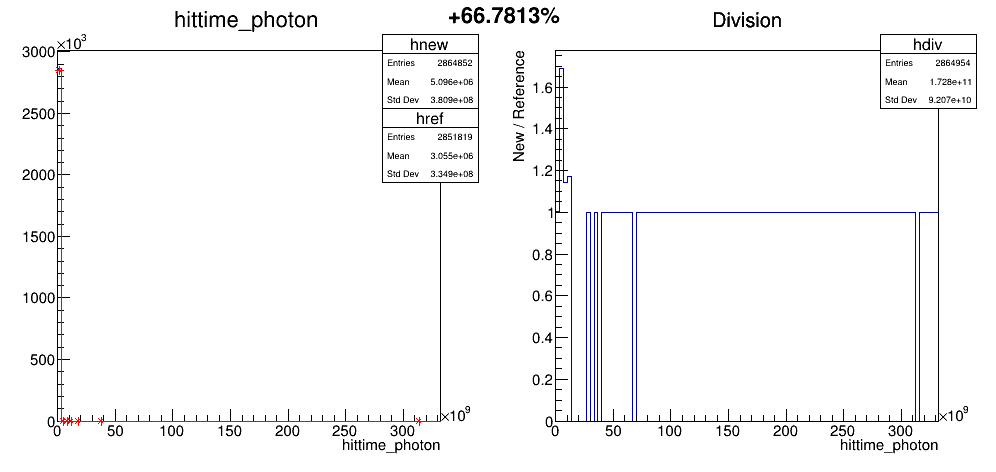 +66.7813%
hittime_photon
×10³
3000
2500
2000
1500
1000
500
0
0 50 100 150 200 250 300
×10⁹
hittime_photon
hnew
Entries 2864852
Mean 5.096e+06
Std Dev 3.809e+08
href
Entries 2851819
Mean 3.055e+06
Std Dev 3.349e+08
Division
New / Reference
1.6
1.4
1.2
1
0.8
0.6
0.4
0.2
0
0 50 100 150 200 250 300
×10⁹
hittime_photon
hdiv
Entries 2864954
Mean 1.728e+11
Std Dev 9.207e+10